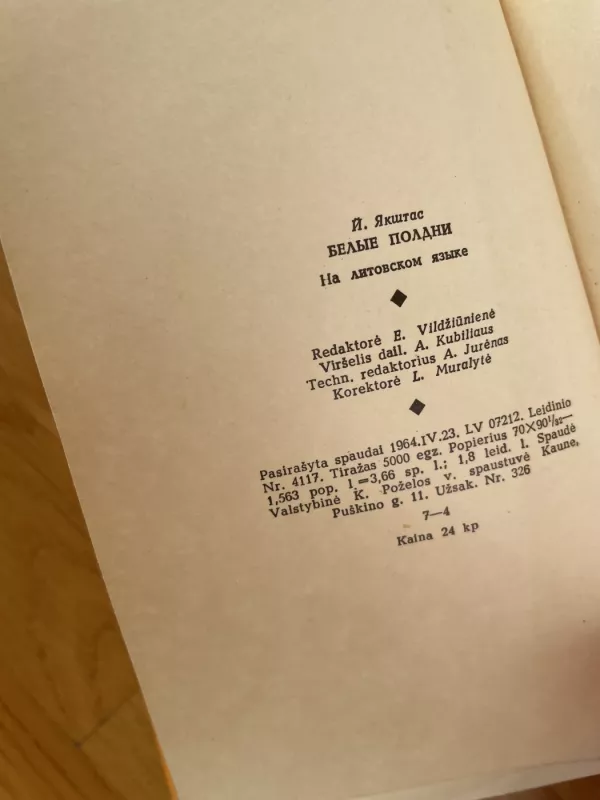 Й. Якштас
БЕЛЫЕ ПОЛДНИ
На литовском языке
Redaktorė E. Vildžiūnienė
Viršelis dail. A. Kubiliaus
Techn. redaktorius A. Jurėnas
Korektorė L. Muralytė
Pasirašyta spaudai 1964.IV.23. LV 07212. Leidinio
Nr. 4117. Tiražas 5000 egz. Popierius 70×90¹/₃₂—
1,563 pop. l.=3,66 sp. l.; 1,8 leid. l. Spaudė
Valstybinė K. Poželos v. spaustuvė Kaune,
Puškino g. 11. Užsak. Nr. 326
7—4
Kaina 24 kp